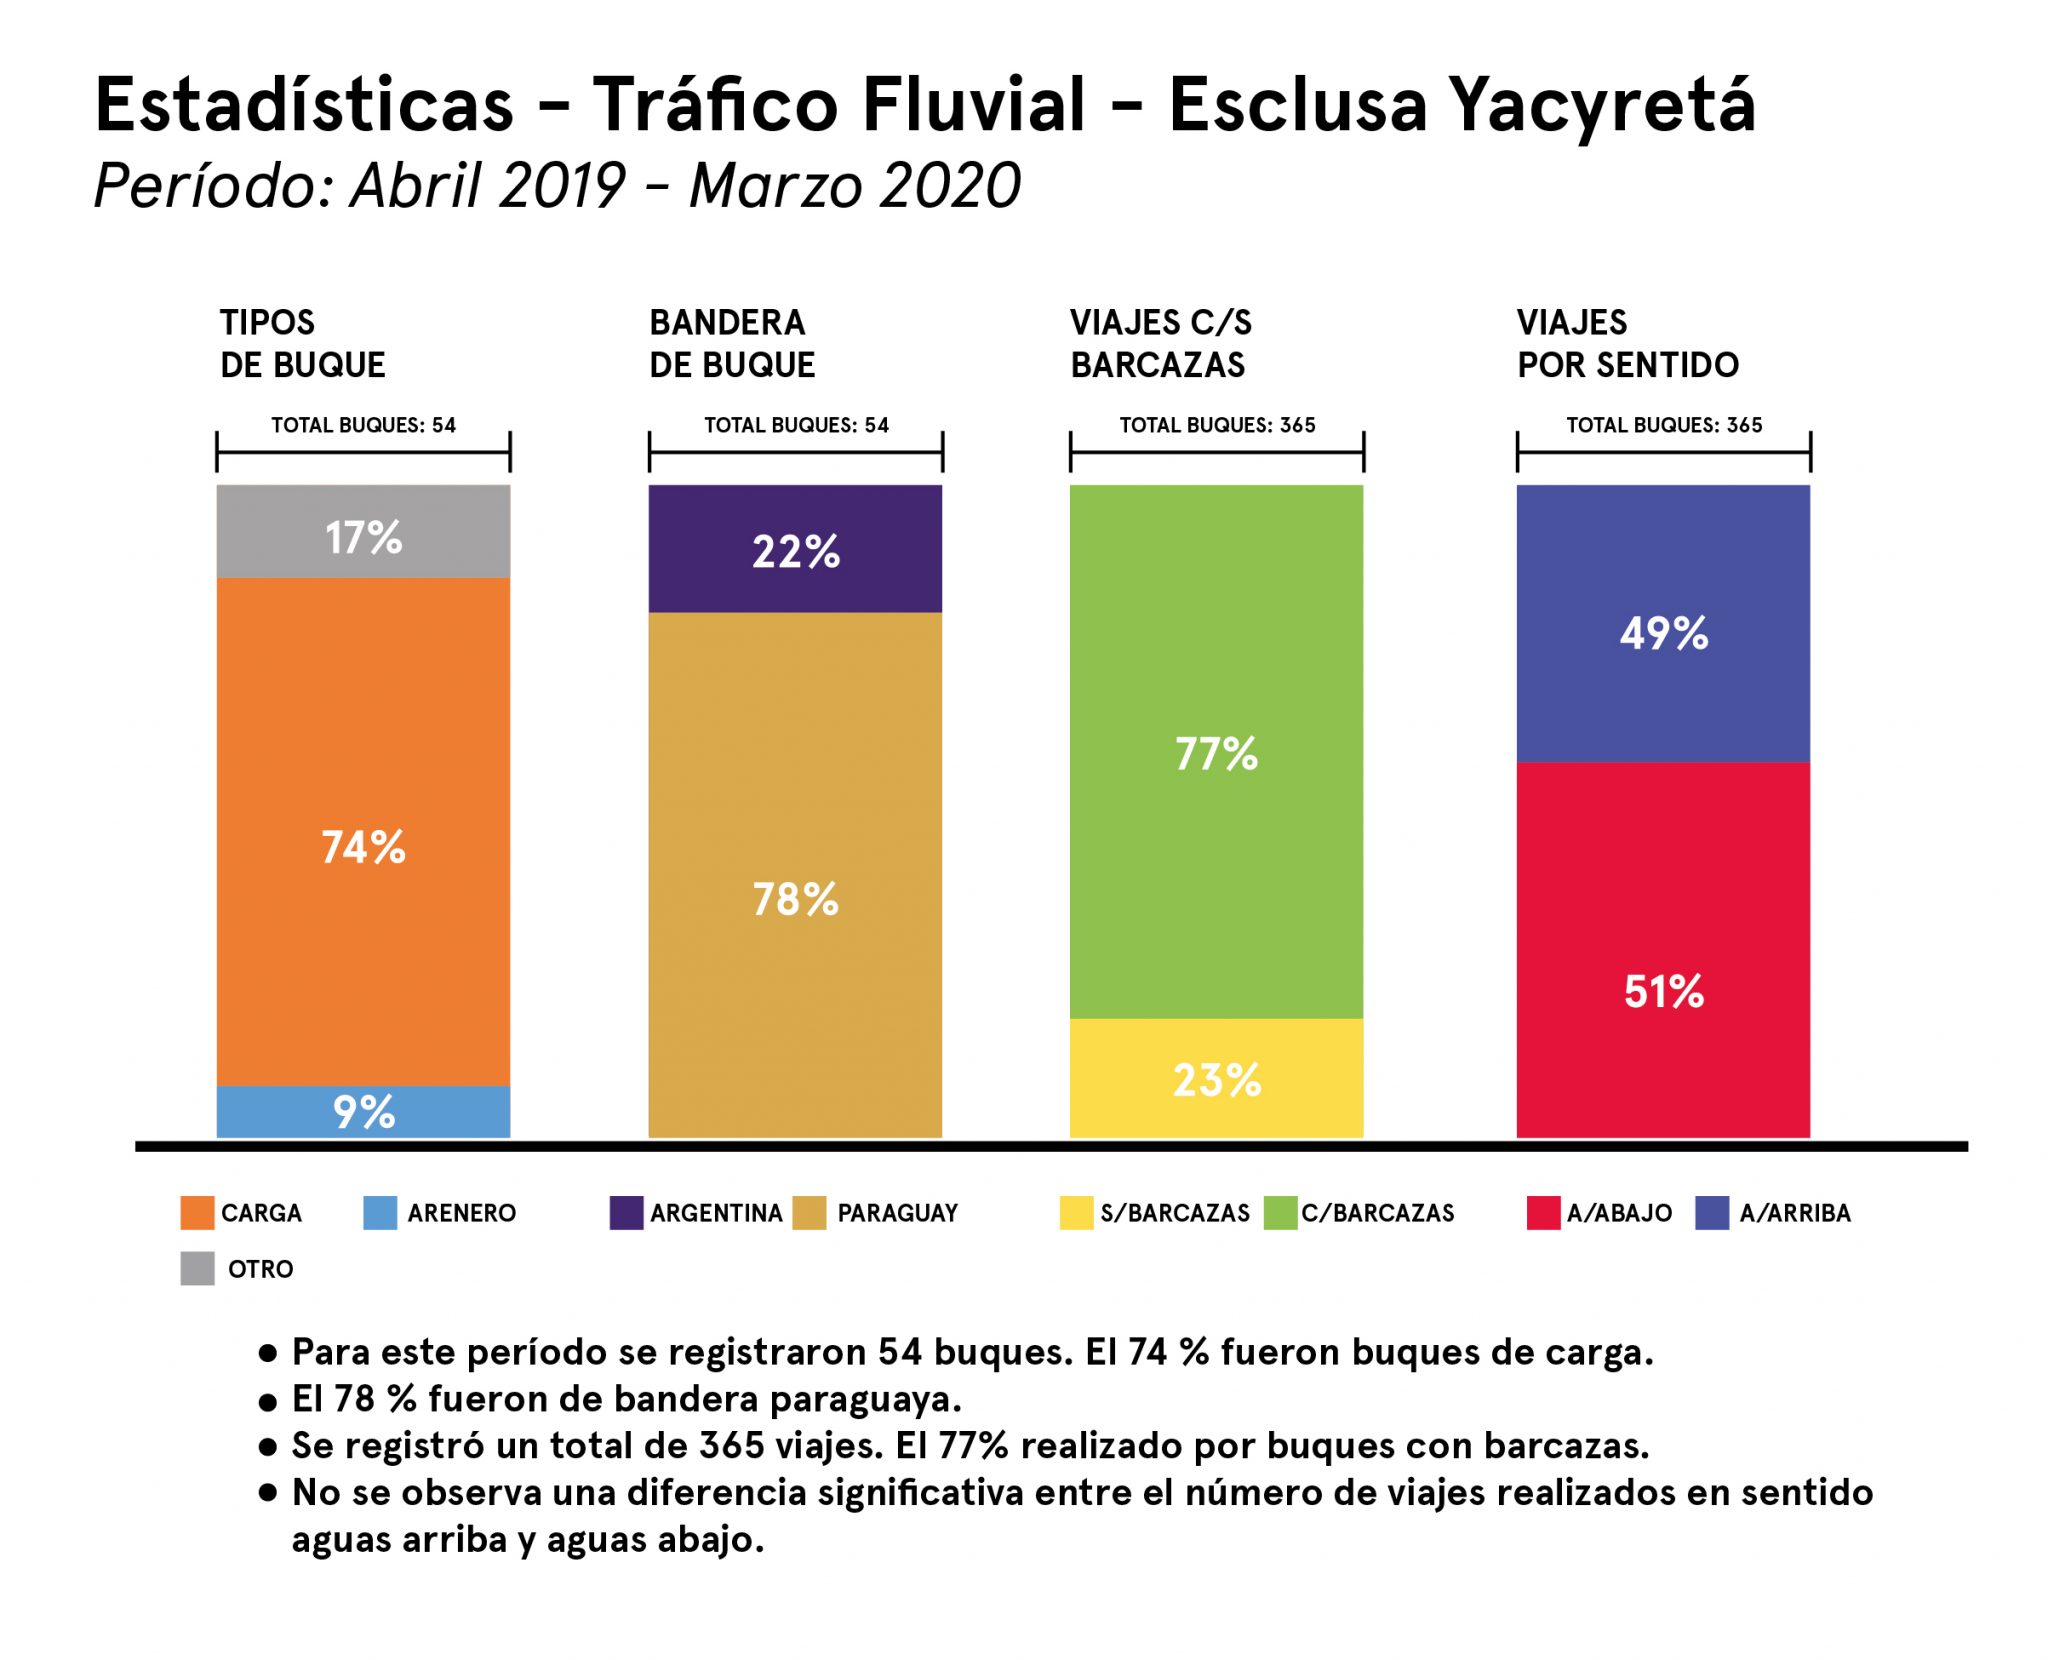 Estadísticas – Tráfico Fluvial – Esclusa Yacyretá
Período: Abril 2019 - Marzo 2020
TIPOS
DE BUQUE
TOTAL BUQUES: 54
17%
74%
9%
BANDERA
DE BUQUE
TOTAL BUQUES: 54
22%
78%
VIAJES C/S
BARCAZAS
TOTAL BUQUES: 365
77%
23%
VIAJES
POR SENTIDO
TOTAL BUQUES: 365
49%
51%
CARGA
ARENERO
OTRO
ARGENTINA
PARAGUAY
S/BARCAZAS
C/BARCAZAS
A/ABAJO
A/ARRIBA
● Para este período se registraron 54 buques. El 74 % fueron buques de carga.
● El 78 % fueron de bandera paraguaya.
● Se registró un total de 365 viajes. El 77% realizado por buques con barcazas.
● No se observa una diferencia significativa entre el número de viajes realizados en sentido
aguas arriba y aguas abajo.